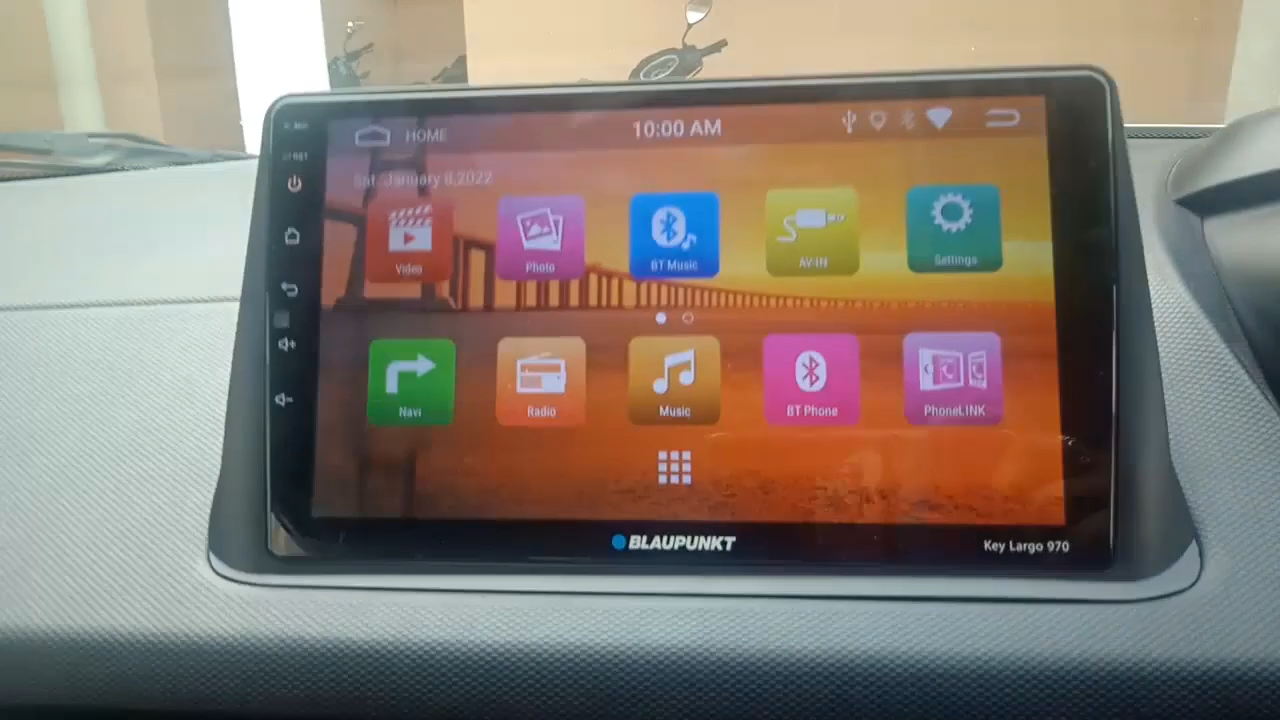 HOME
10:00 AM
Sat. January 8,2022
Video
Photo
BT Music
AV-IN
Settings
Navi
Radio
Music
BT Phone
PhoneLINK
BLAUPUNKT
Key Largo 970